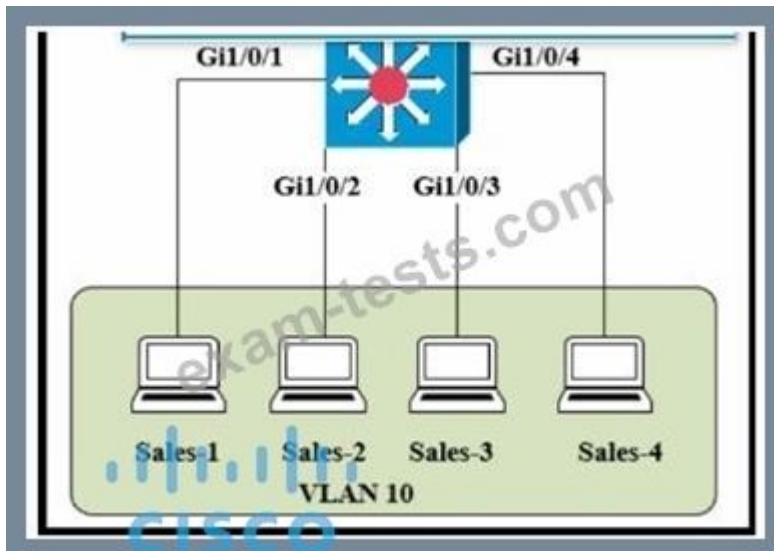 Gi1/0/1
Gi1/0/4
Gi1/0/2
Gi1/0/3
exam-tests.com
Sales-1
Sales-2
Sales-3
Sales-4
VLAN 10
CISCO